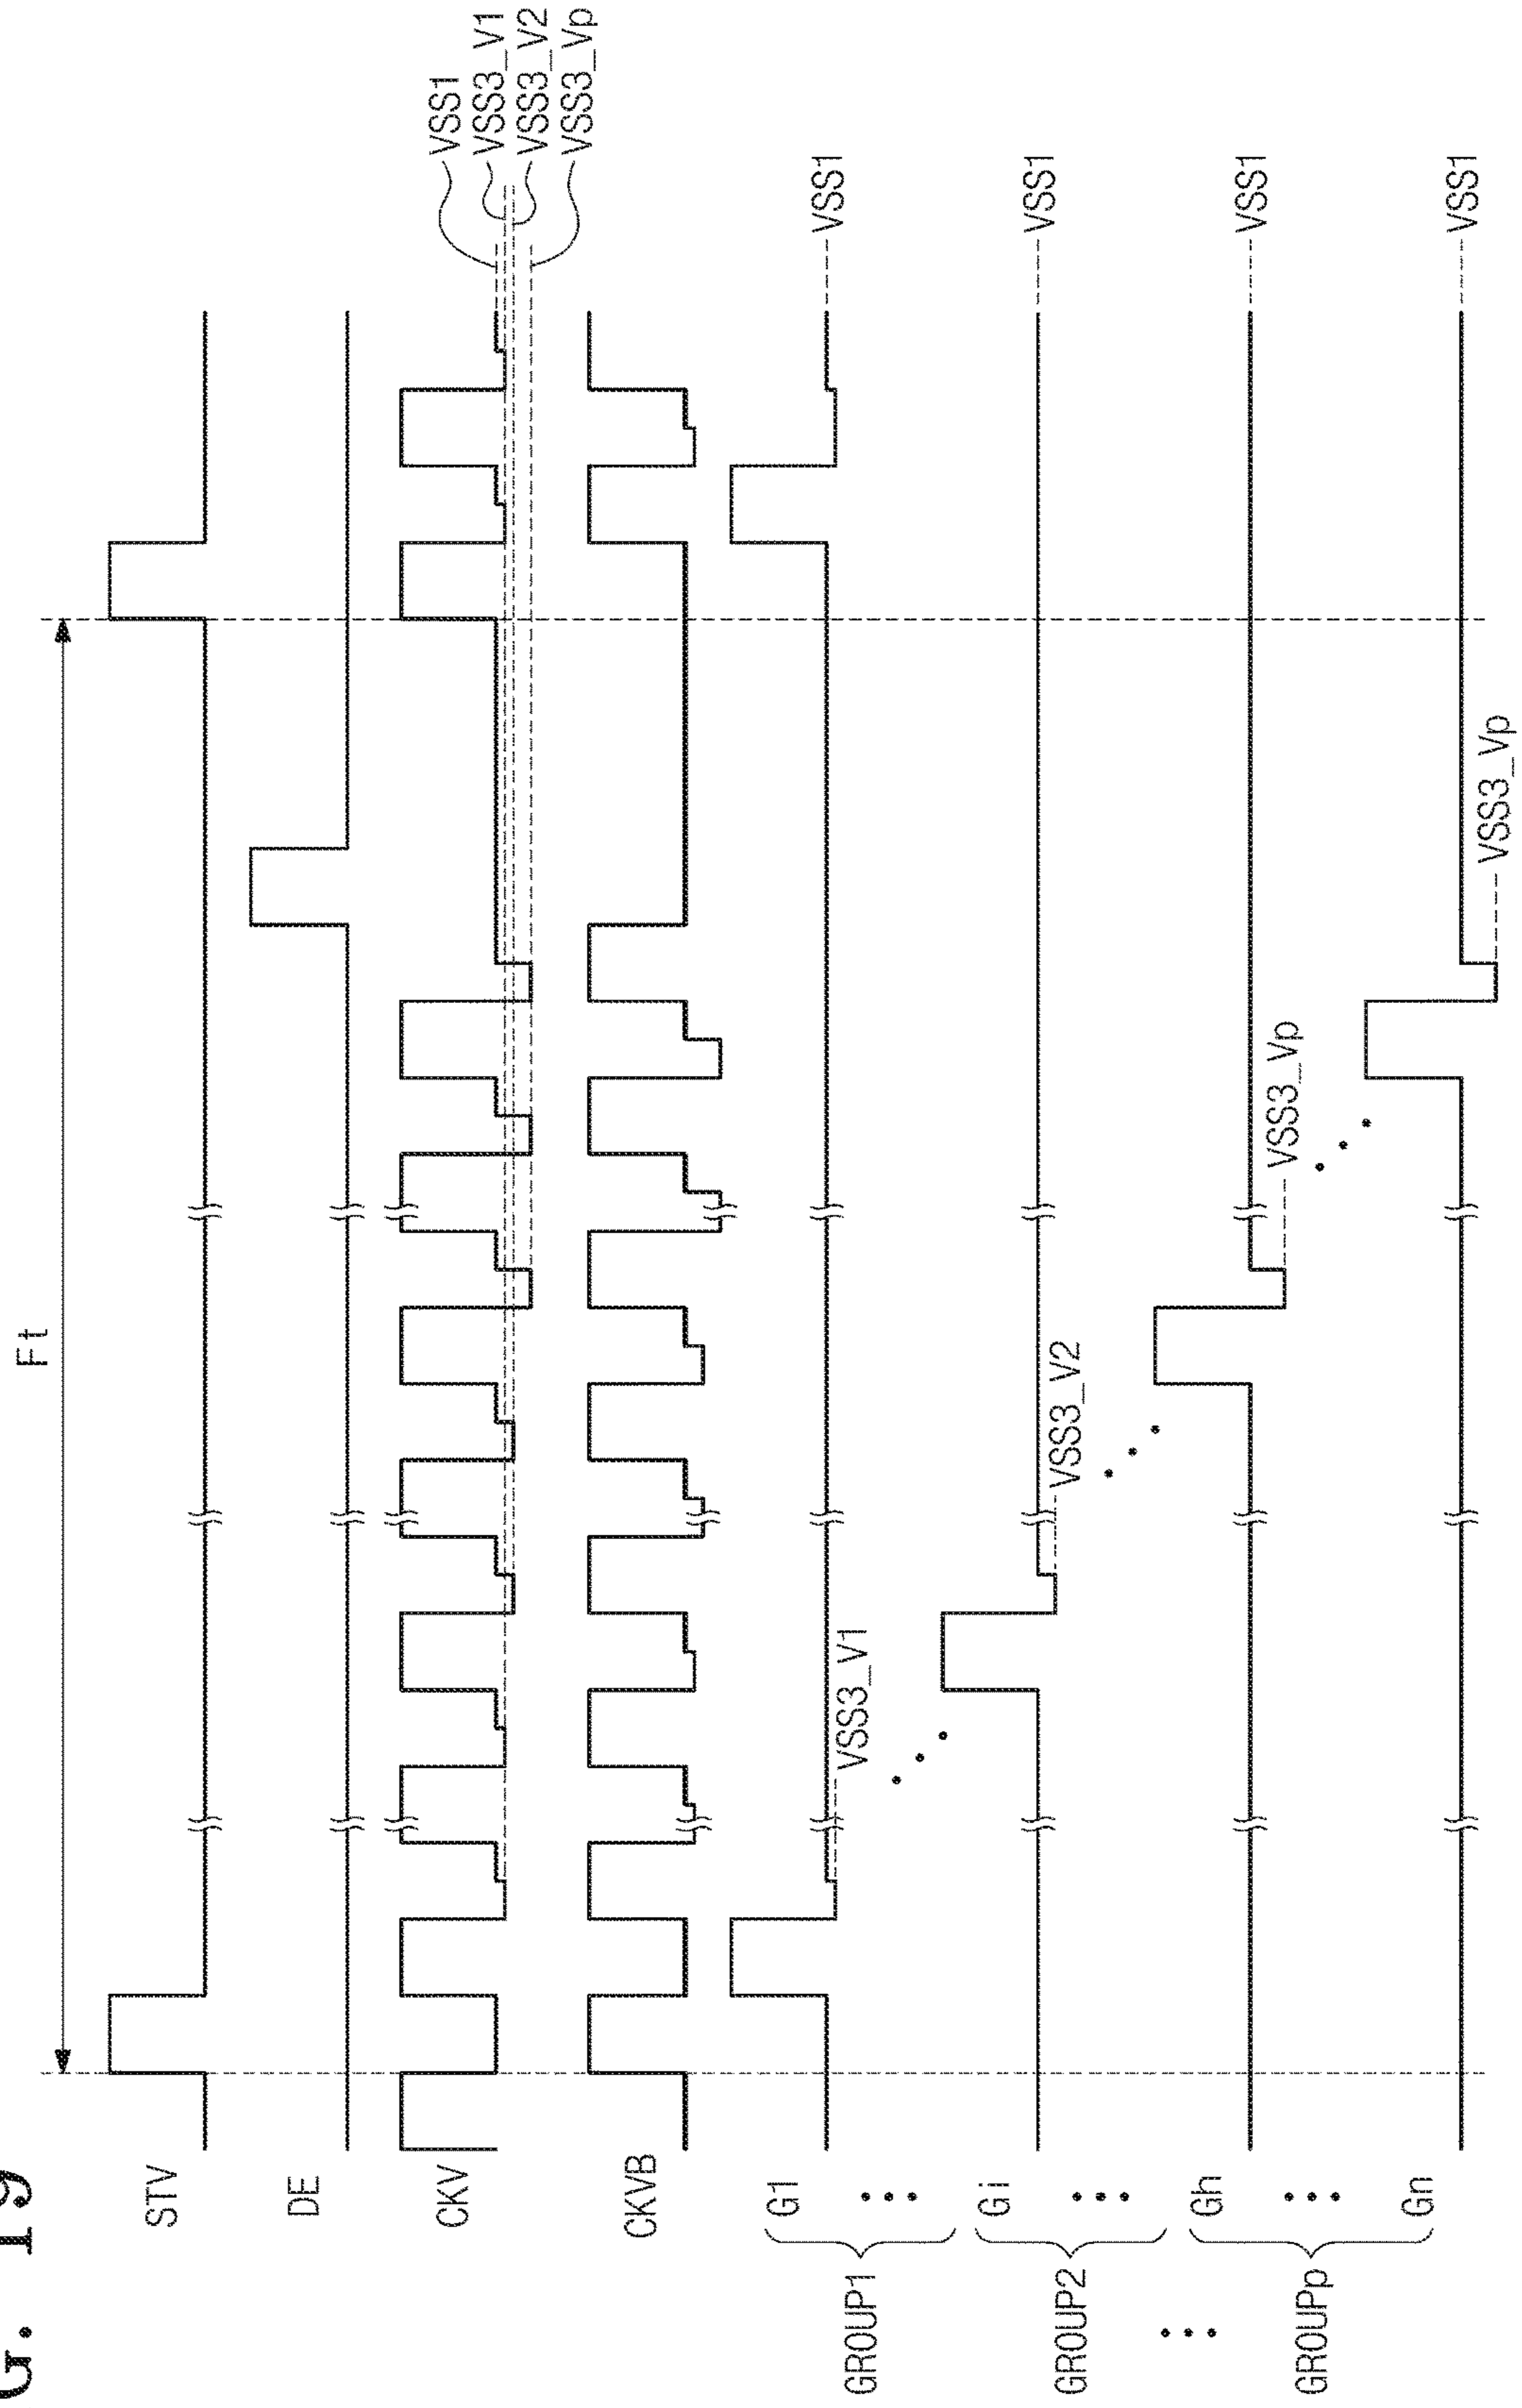 G. 19
Ft
STV
DE
CKV
VSS1
VSS3_V1
VSS3_V2
VSS3_Vp
CKVB
GROUP1
G1
VSS3_V1
VSS1
GROUP2
Gi
VSS3_V2
VSS1
GROUPp
Gh
VSS3_Vp
VSS1
Gn
VSS3_Vp
VSS1